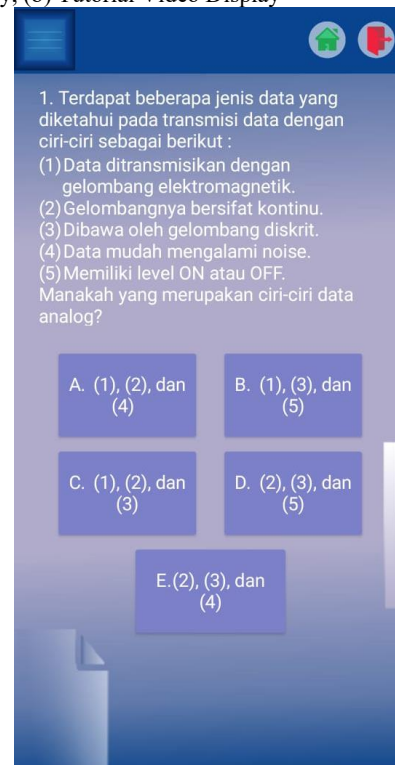 y, (b) Tutorial Video Display
1. Terdapat beberapa jenis data yang
diketahui pada transmisi data dengan
ciri-ciri sebagai berikut :
(1)Data ditransmisikan dengan
gelombang elektromagnetik.
(2)Gelombangnya bersifat kontinu.
(3)Dibawa oleh gelombang diskrit.
(4)Data mudah mengalami noise.
(5)Memiliki level ON atau OFF.
Manakah yang merupakan ciri-ciri data
analog?
A. (1), (2), dan
(4)
B. (1), (3), dan
(5)
C. (1), (2), dan
(3)
D. (2), (3), dan
(5)
E.(2), (3), dan
(4)